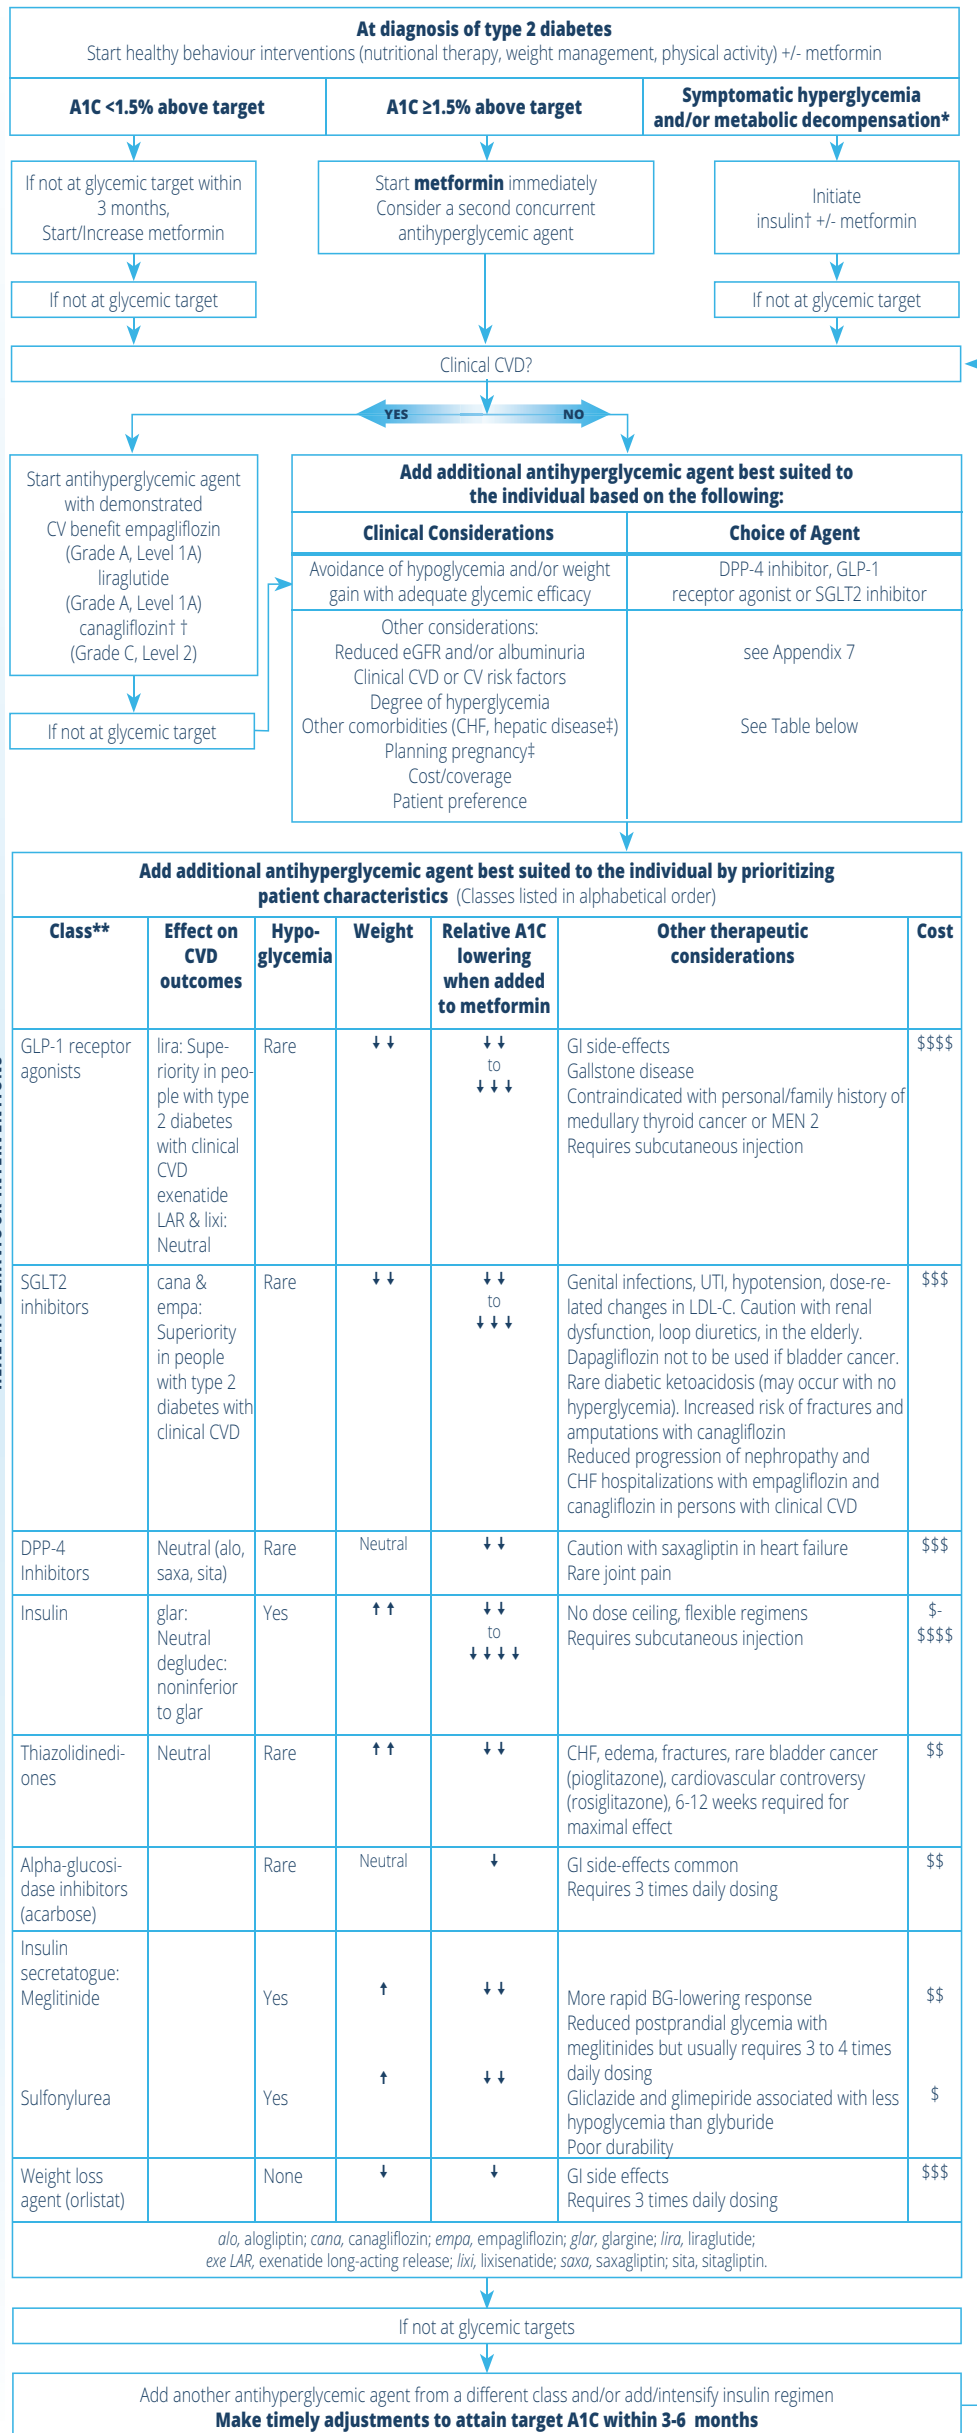 At diagnosis of type 2 diabetes
Start healthy behaviour interventions (nutritional therapy, weight management, physical activity) +/- metformin
A1C <1.5% above target
A1C ≥1.5% above target
Symptomatic hyperglycemia
and/or metabolic decompensation*
If not at glycemic target within
3 months,
Start/Increase metformin
Start metformin immediately
Consider a second concurrent
antihyperglycemic agent
Initiate
insulin† +/- metformin
If not at glycemic target
If not at glycemic target
Clinical CVD?
YES
NO
Start antihyperglycemic agent
with demonstrated
CV benefit empagliflozin
(Grade A, Level 1A)
liraglutide
(Grade A, Level 1A)
canagliflozin† †
(Grade C, Level 2)
If not at glycemic target
Add additional antihyperglycemic agent best suited to
the individual based on the following:
Clinical Considerations
Choice of Agent
Avoidance of hypoglycemia and/or weight
gain with adequate glycemic efficacy
DPP-4 inhibitor, GLP-1
receptor agonist or SGLT2 inhibitor
Other considerations:
Reduced eGFR and/or albuminuria
Clinical CVD or CV risk factors
Degree of hyperglycemia
Other comorbidities (CHF, hepatic disease‡)
Planning pregnancy‡
Cost/coverage
Patient preference
see Appendix 7
See Table below
Add additional antihyperglycemic agent best suited to the individual by prioritizing
patient characteristics (Classes listed in alphabetical order)
Class**
Effect on
CVD
outcomes
Hypo-
glycemia
Weight
Relative A1C
lowering
when added
to metformin
Other therapeutic
considerations
Cost
GLP-1 receptor
agonists
lira: Supe-
riority in peo-
ple with type
2 diabetes
with clinical
CVD
exenatide
LAR & lixi:
Neutral
Rare
↓↓
↓↓
to
↓↓↓
GI side-effects
Gallstone disease
Contraindicated with personal/family history of
medullary thyroid cancer or MEN 2
Requires subcutaneous injection
$$$$
SGLT2
inhibitors
cana &
empa:
Superiority
in people
with type 2
diabetes with
clinical CVD
Rare
↓↓
↓↓
to
↓↓↓
Genital infections, UTI, hypotension, dose-re-
lated changes in LDL-C. Caution with renal
dysfunction, loop diuretics, in the elderly.
Dapagliflozin not to be used if bladder cancer.
Rare diabetic ketoacidosis (may occur with no
hyperglycemia). Increased risk of fractures and
amputations with canagliflozin
Reduced progression of nephropathy and
CHF hospitalizations with empagliflozin and
canagliflozin in persons with clinical CVD
$$$
DPP-4
Inhibitors
Neutral (alo,
saxa, sita)
Rare
Neutral
↓↓
Caution with saxagliptin in heart failure
Rare joint pain
$$$
Insulin
glar:
Neutral
degludec:
noninferior
to glar
Yes
↑↑
↓↓
to
↓↓↓↓
No dose ceiling, flexible regimens
Requires subcutaneous injection
$-
$$$$
Thiazolidinedi-
ones
Neutral
Rare
↑↑
↓↓
CHF, edema, fractures, rare bladder cancer
(pioglitazone), cardiovascular controversy
(rosiglitazone), 6-12 weeks required for
maximal effect
$$
Alpha-glucosi-
dase inhibitors
(acarbose)
Rare
Neutral
↓
GI side-effects common
Requires 3 times daily dosing
$$
Insulin
secretatogue:
Meglitinide
Yes
↑
↓↓
More rapid BG-lowering response
Reduced postprandial glycemia with
meglitinides but usually requires 3 to 4 times
daily dosing
$$
Sulfonylurea
Yes
↑
↓↓
Gliclazide and glimepiride associated with less
hypoglycemia than glyburide
Poor durability
$
Weight loss
agent (orlistat)
None
↓
↓
GI side effects
Requires 3 times daily dosing
$$$
alo, alogliptin; cana, canagliflozin; empa, empagliflozin; glar, glargine; lira, liraglutide;
exe LAR, exenatide long-acting release; lixi, lixisenatide; saxa, saxagliptin; sita, sitagliptin.
If not at glycemic targets
Add another antihyperglycemic agent from a different class and/or add/intensify insulin regimen
Make timely adjustments to attain target A1C within 3-6 months